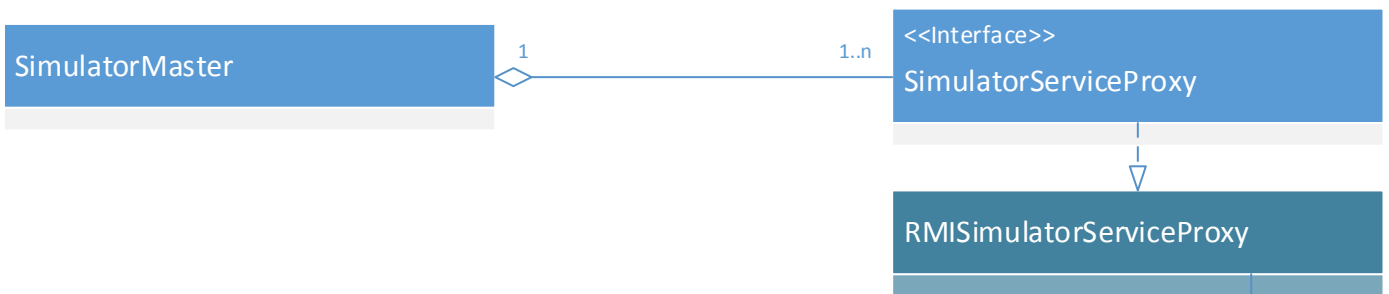 SimulatorMaster
1
1..n
<<Interface>>
SimulatorServiceProxy
RMISimulatorServiceProxy